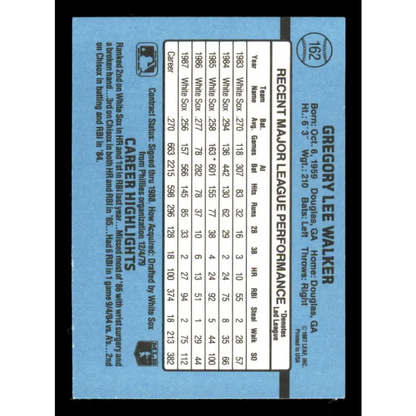 162
GREGORY LEE WALKER
Born: Oct. 6, 1959 Douglas, GA Home: Douglas, GA
Ht.: 6' 3" Wgt.: 210 Bats: Left Throws: Right
© 1987 LEAF, INC.
Printed in USA
RECENT MAJOR LEAGUE PERFORMANCE *Denotes Led League
Year Team Name Bat. Avg. Games At Bat Hits Runs 2B 3B HR RBI Steal Walk SO
1983 White Sox .270 118 307 83 32 16 3 10 55 2 28 57
1984 White Sox .294 136 442 130 62 29 2 24 75 8 35 66
1985 White Sox .258 163* 601 155 77 38 4 24 92 5 44 100
1986 White Sox .277 78 282 78 37 10 6 13 51 1 29 44
1987 White Sox .256 157 566 145 85 33 2 27 94 2 75 112
Career .270 663 2215 598 296 128 18 100 374 18 213 382
Contract Status: Signed thru 1988. How Acquired: Drafted by White Sox
from Phillies organization 12/4/79
CAREER HIGHLIGHTS
Ranked 2nd on White Sox in HR and 1st in RBI last year...Missed most of '86 with wrist surgery and
a broken hand...3rd on Chisox in both HR and RBI in '85...Had 6 RBI in 1 game 9/4/84 vs. A's...2nd
on Chisox in batting and RBI in '84.